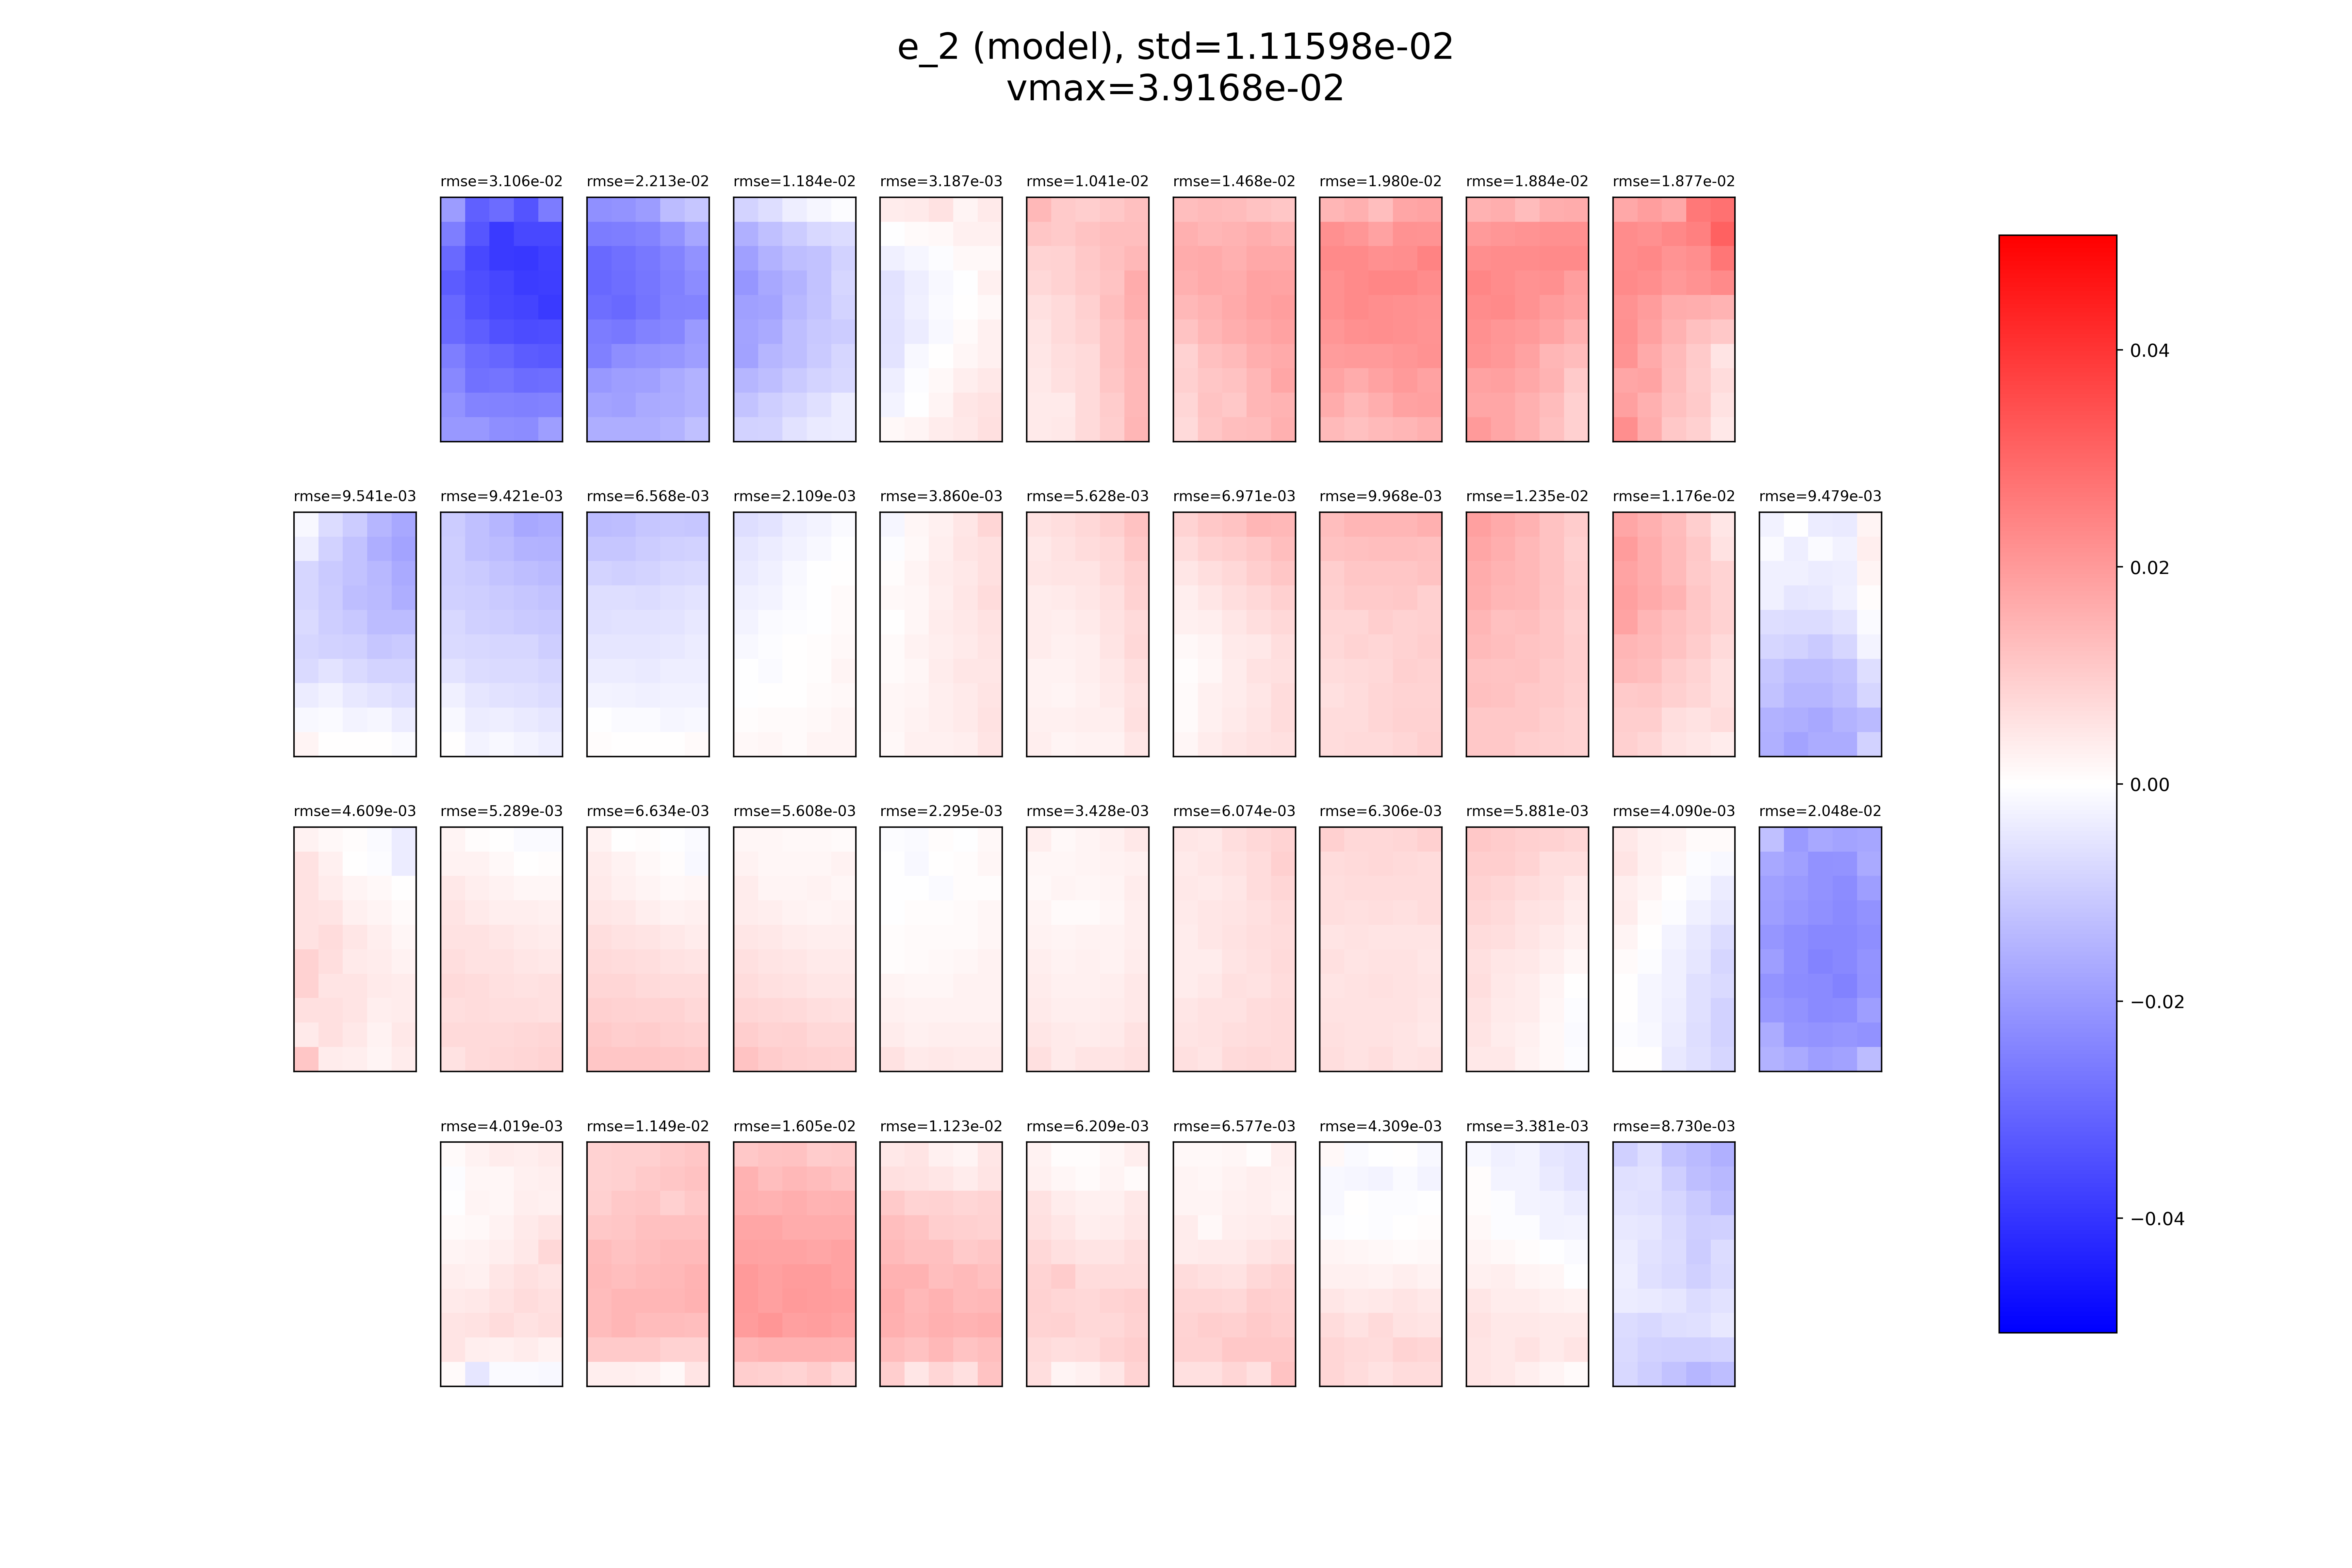 e_2 (model), std=1.11598e-02
vmax=3.9168e-02
rmse=3.106e-02 rmse=2.213e-02 rmse=1.184e-02 rmse=3.187e-03 rmse=1.041e-02 rmse=1.468e-02 rmse=1.980e-02 rmse=1.884e-02 rmse=1.877e-02
rmse=9.541e-03 rmse=9.421e-03 rmse=6.568e-03 rmse=2.109e-03 rmse=3.860e-03 rmse=5.628e-03 rmse=6.971e-03 rmse=9.968e-03 rmse=1.235e-02 rmse=1.176e-02 rmse=9.479e-03
rmse=4.609e-03 rmse=5.289e-03 rmse=6.634e-03 rmse=5.608e-03 rmse=2.295e-03 rmse=3.428e-03 rmse=6.074e-03 rmse=6.306e-03 rmse=5.881e-03 rmse=4.090e-03 rmse=2.048e-02
rmse=4.019e-03 rmse=1.149e-02 rmse=1.605e-02 rmse=1.123e-02 rmse=6.209e-03 rmse=6.577e-03 rmse=4.309e-03 rmse=3.381e-03 rmse=8.730e-03
0.04
0.02
0.00
−0.02
−0.04